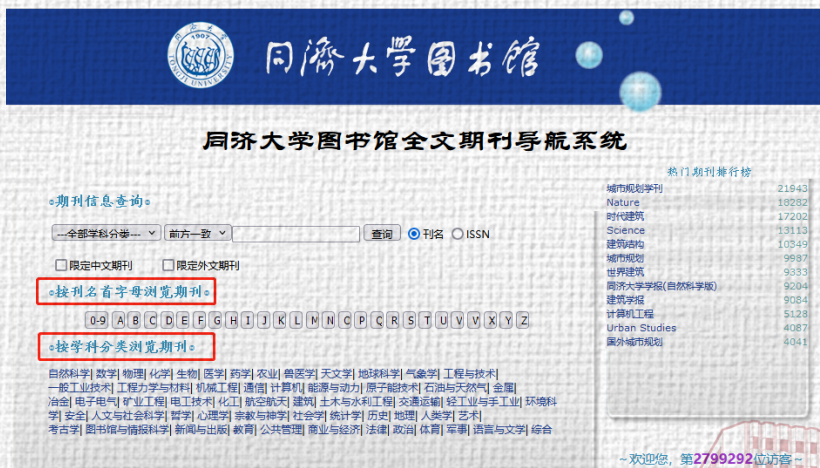 同濟大学图书馆
1907
TONGJI UNIVERSITY
同济大学图书馆全文期刊导航系统
热门期刊排行榜
城市规划学刊 21943
Nature 18282
时代建筑 17202
Science 13113
建筑结构 10349
城市规划 9987
世界建筑 9333
同济大学学报(自然科学版) 9204
建筑学报 9084
计算机工程 5128
Urban Studies 4087
国外城市规划 4041
期刊信息查询
---全部学科分类--- 前方一致 查询 刊名 ISSN
限定中文期刊 限定外文期刊
按刊名首字母浏览期刊
0-9 A B C D E F G H I J K L M N O P Q R S T U V V X Y Z
按学科分类浏览期刊
自然科学| 数学| 物理| 化学| 生物| 医学| 药学| 农业| 兽医学| 天文学| 地球科学| 气象学| 工程与技术|
一般工业技术| 工程力学与材料| 机械工程| 通信| 计算机| 能源与动力| 原子能技术| 石油与天然气| 金属|
冶金| 电子电气| 矿业工程| 电工技术| 化工| 航空航天| 建筑| 土木与水利工程| 交通运输| 轻工业与手工业| 环境科
学| 安全| 人文与社会科学| 哲学| 心理学| 宗教与神学| 社会学| 统计学| 历史| 地理| 人类学| 艺术|
考古学| 图书馆与情报科学| 新闻与出版| 教育| 公共管理| 商业与经济| 法律| 政治| 体育| 军事| 语言与文学| 综合
~欢迎您，第2799292位访客~